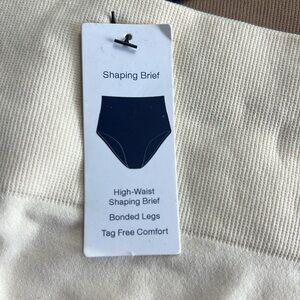 Shaping Brief
High-Waist
Shaping Brief
Bonded Legs
Tag Free Comfort